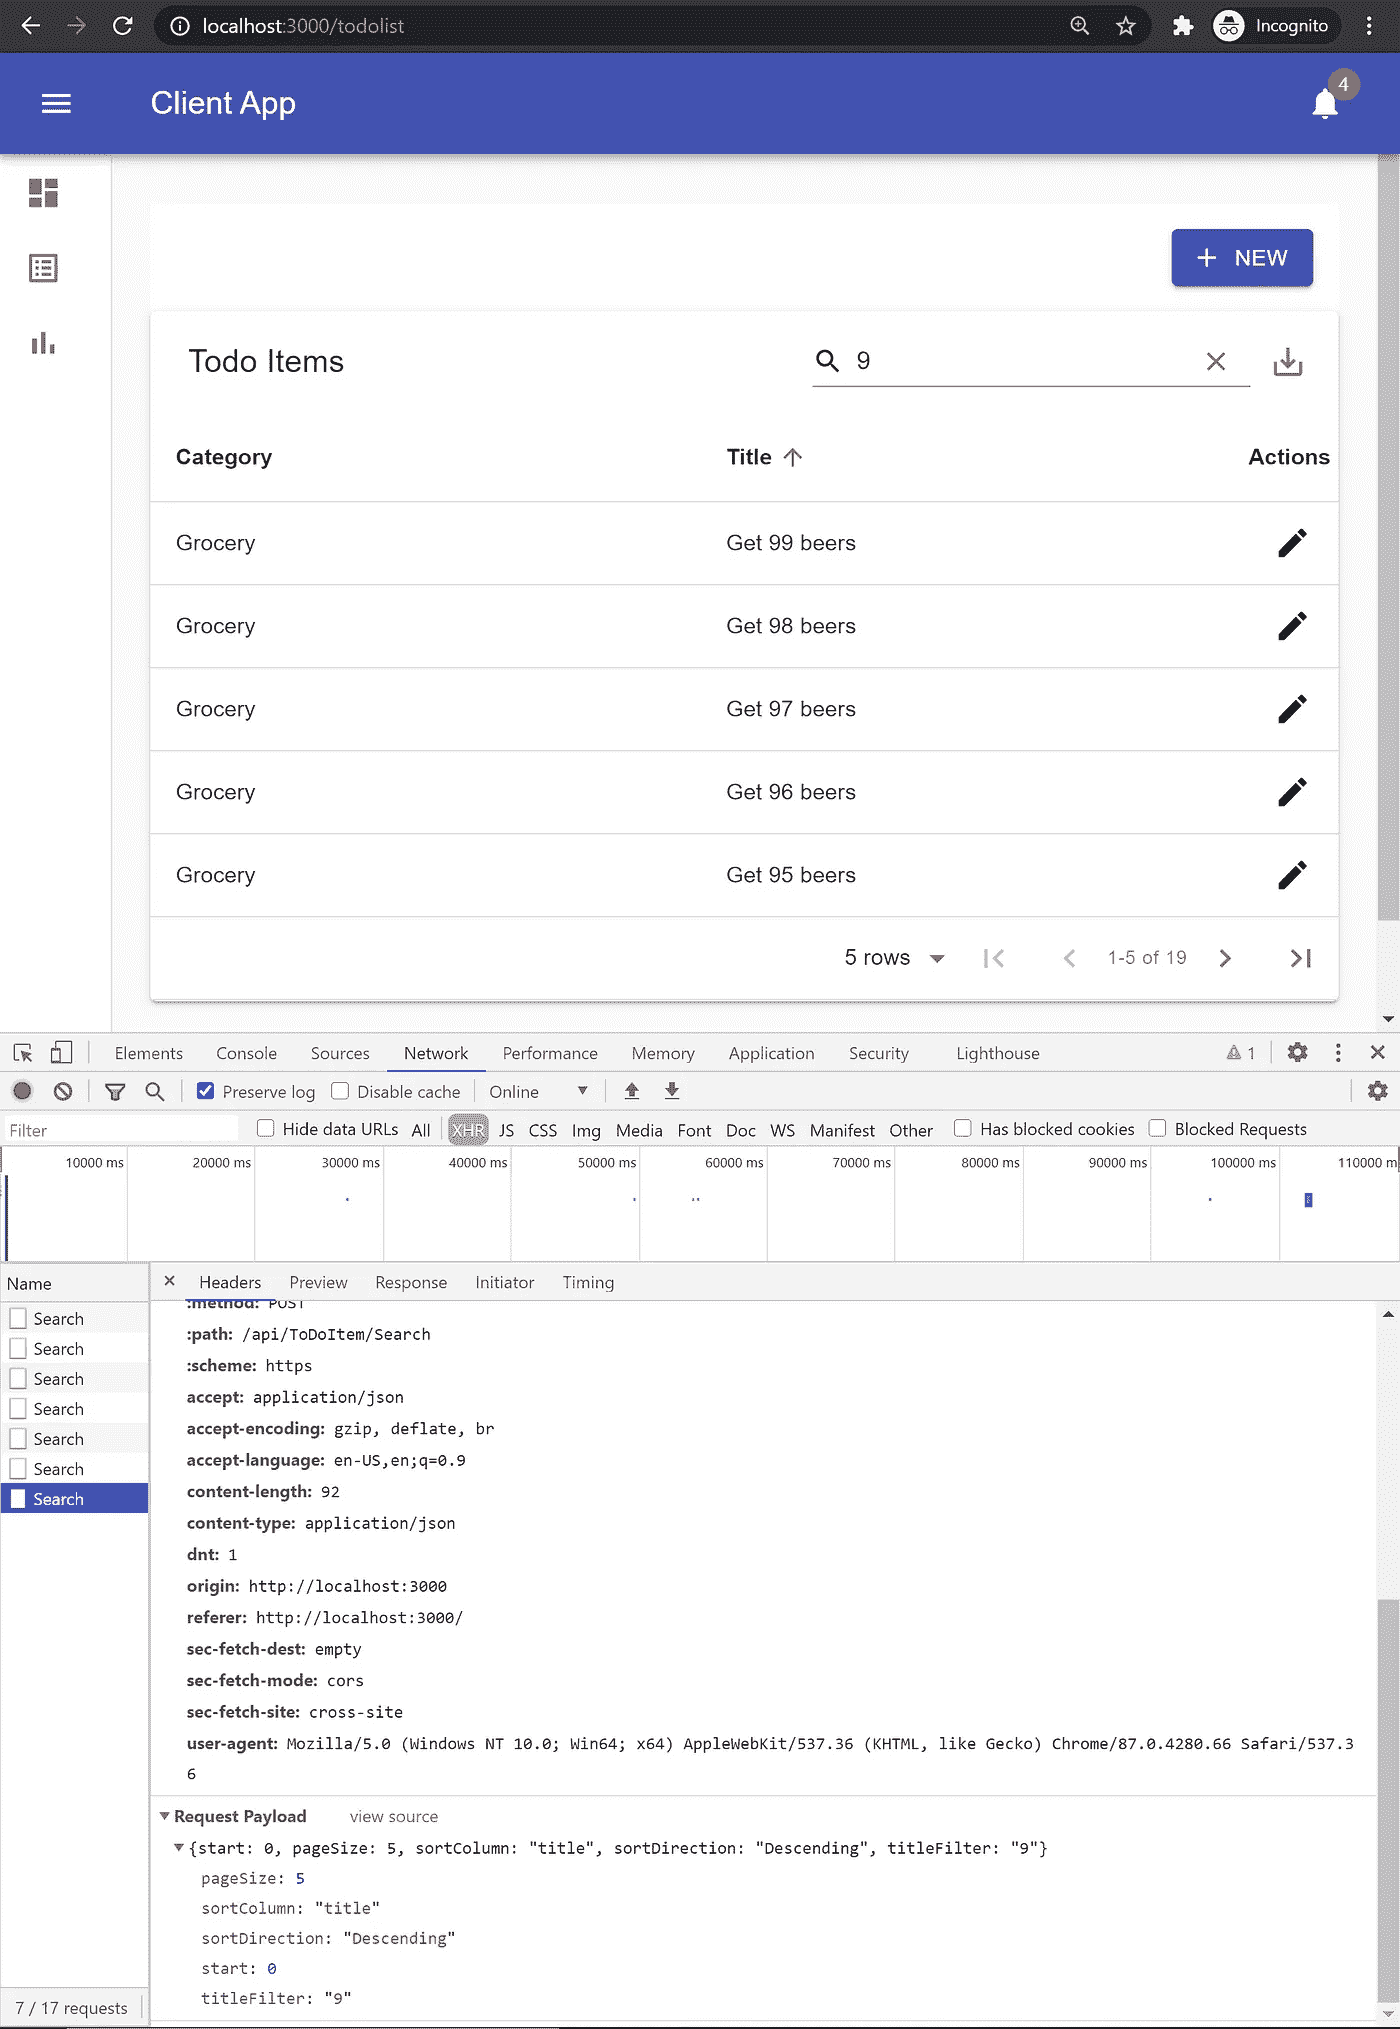 localhost:3000/todolist
Incognito
Client App
4
+ NEW
Todo Items
9
Category Title Actions
Grocery Get 99 beers
Grocery Get 98 beers
Grocery Get 97 beers
Grocery Get 96 beers
Grocery Get 95 beers
5 rows 1-5 of 19
Elements Console Sources Network Performance Memory Application Security Lighthouse 1
Preserve log Disable cache Online
Filter Hide data URLs All XHR JS CSS Img Media Font Doc WS Manifest Other Has blocked cookies Blocked Requests
10000 ms 20000 ms 30000 ms 40000 ms 50000 ms 60000 ms 70000 ms 80000 ms 90000 ms 100000 ms 110000 m
Name
Search
Search
Search
Search
Search
Search
Search
7 / 17 requests
Headers Preview Response Initiator Timing
:method: POST
:path: /api/ToDoItem/Search
:scheme: https
accept: application/json
accept-encoding: gzip, deflate, br
accept-language: en-US,en;q=0.9
content-length: 92
content-type: application/json
dnt: 1
origin: http://localhost:3000
referer: http://localhost:3000/
sec-fetch-dest: empty
sec-fetch-mode: cors
sec-fetch-site: cross-site
user-agent: Mozilla/5.0 (Windows NT 10.0; Win64; x64) AppleWebKit/537.36 (KHTML, like Gecko) Chrome/87.0.4280.66 Safari/537.3
6
Request Payload view source
{start: 0, pageSize: 5, sortColumn: "title", sortDirection: "Descending", titleFilter: "9"}
pageSize: 5
sortColumn: "title"
sortDirection: "Descending"
start: 0
titleFilter: "9"